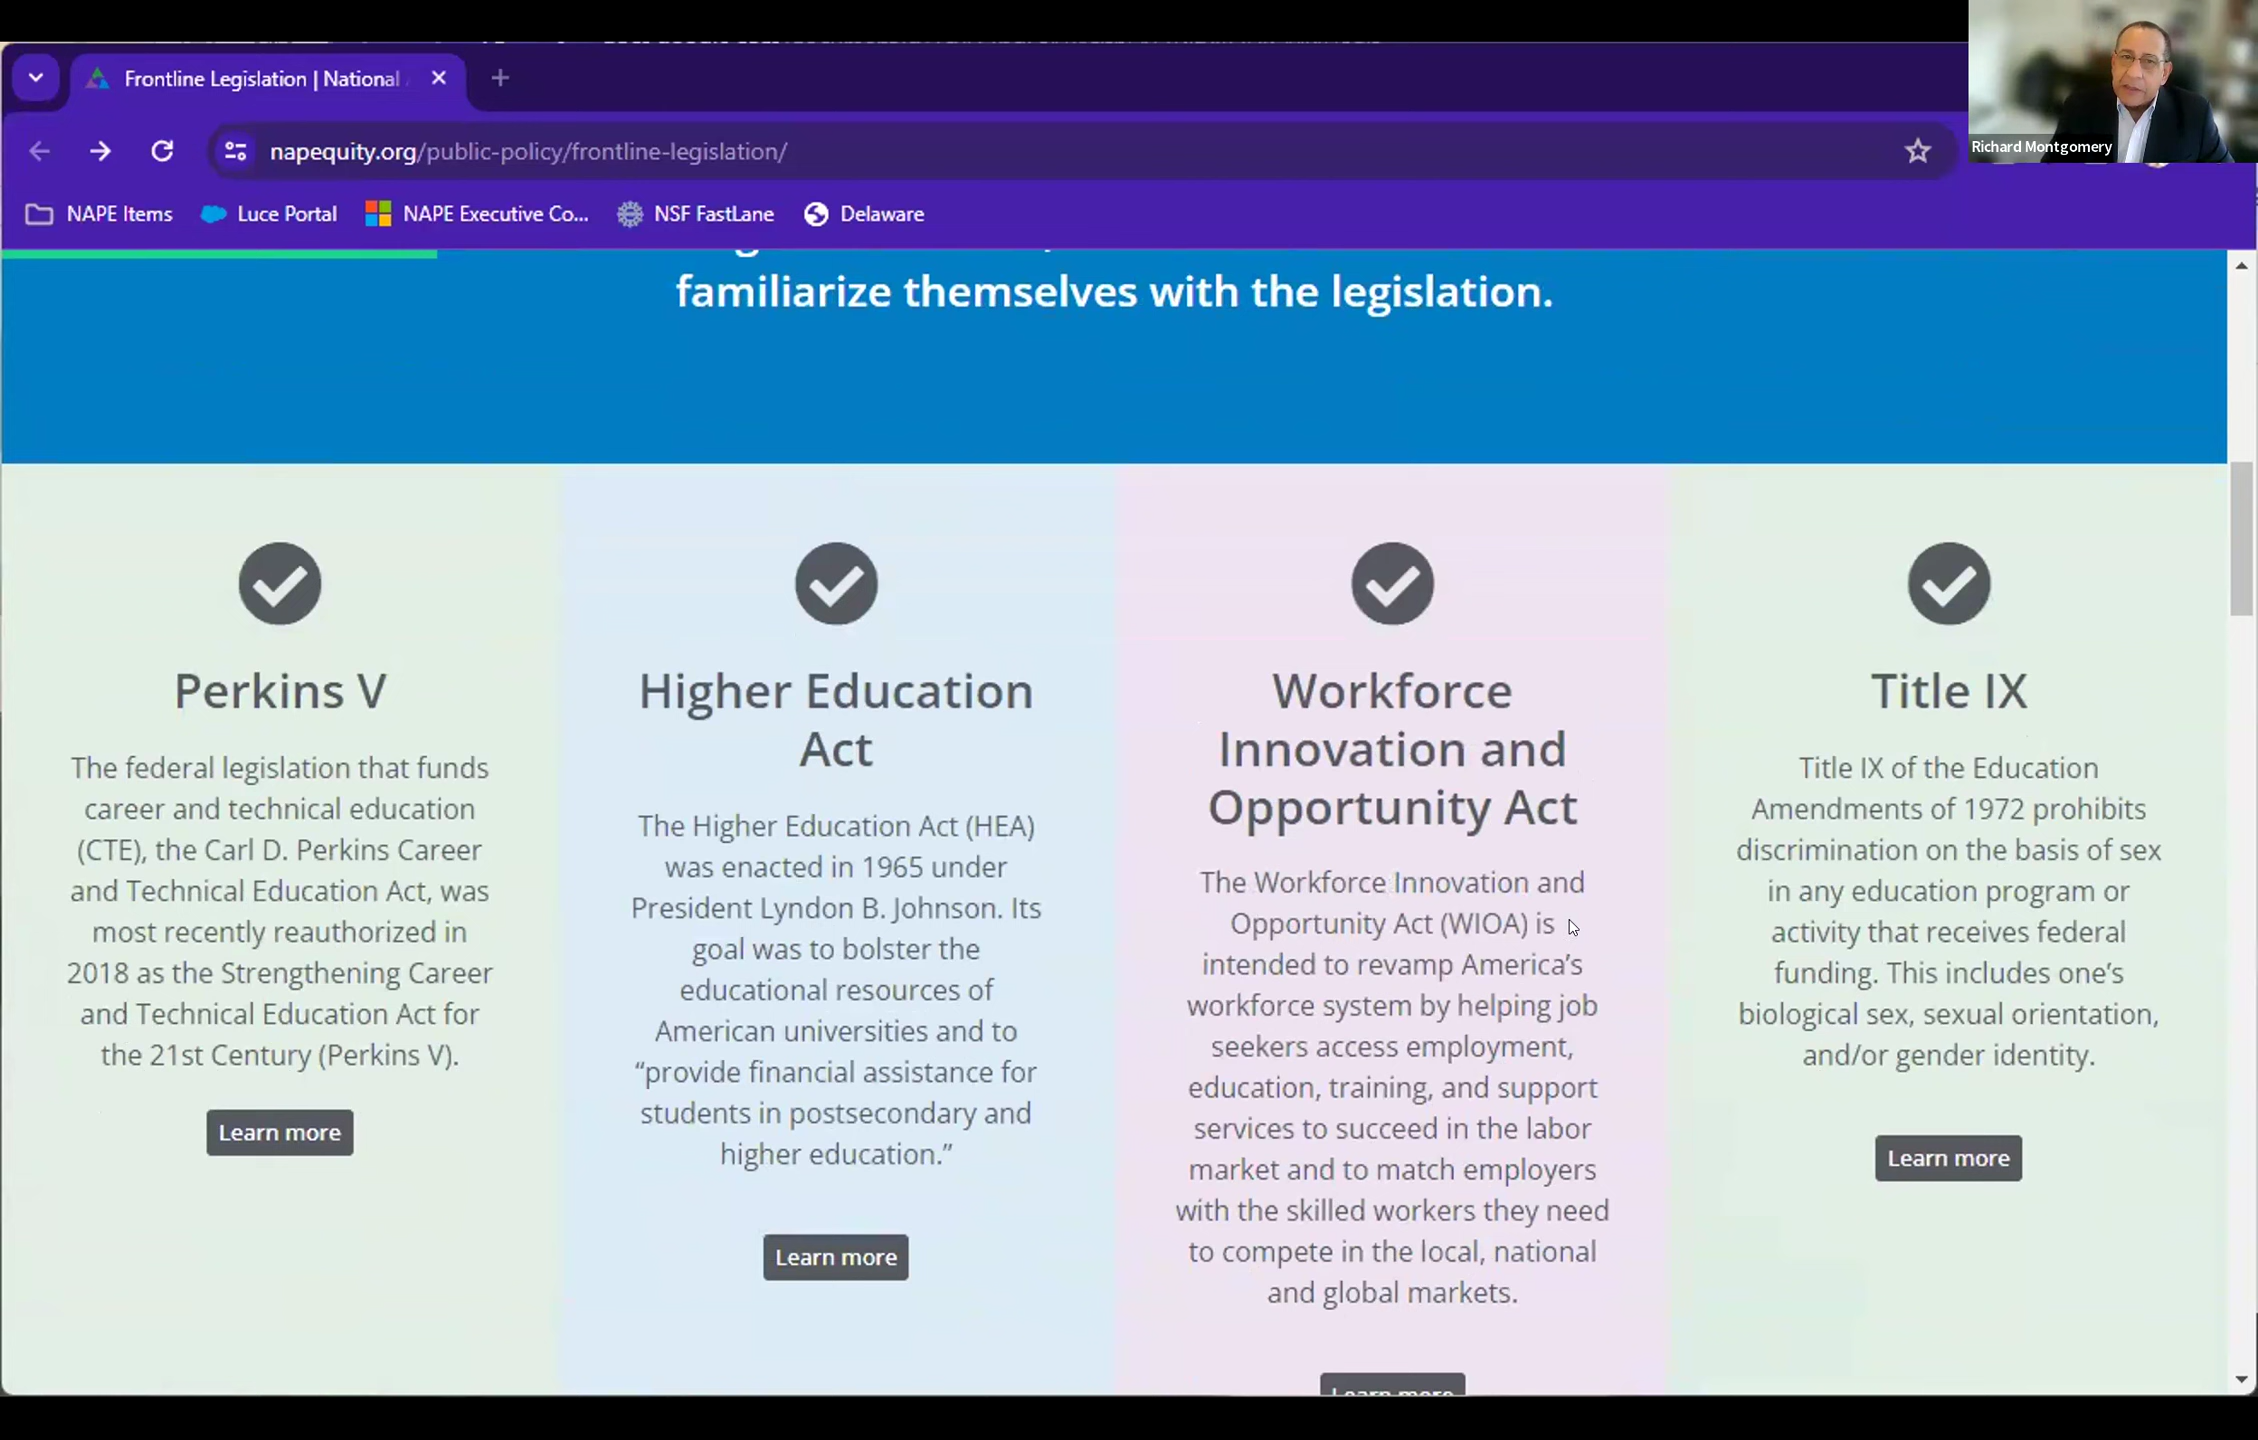 Frontline Legislation | National
napequity.org/public-policy/frontline-legislation/
Richard Montgomery
NAPE Items
Luce Portal
NAPE Executive Co...
NSF FastLane
Delaware
familiarize themselves with the legislation.
Perkins V
The federal legislation that funds
career and technical education
(CTE), the Carl D. Perkins Career
and Technical Education Act, was
most recently reauthorized in
2018 as the Strengthening Career
and Technical Education Act for
the 21st Century (Perkins V).
Learn more
Higher Education
Act
The Higher Education Act (HEA)
was enacted in 1965 under
President Lyndon B. Johnson. Its
goal was to bolster the
educational resources of
American universities and to
“provide financial assistance for
students in postsecondary and
higher education.”
Learn more
Workforce
Innovation and
Opportunity Act
The Workforce Innovation and
Opportunity Act (WIOA) is
intended to revamp America’s
workforce system by helping job
seekers access employment,
education, training, and support
services to succeed in the labor
market and to match employers
with the skilled workers they need
to compete in the local, national
and global markets.
Learn more
Title IX
Title IX of the Education
Amendments of 1972 prohibits
discrimination on the basis of sex
in any education program or
activity that receives federal
funding. This includes one’s
biological sex, sexual orientation,
and/or gender identity.
Learn more